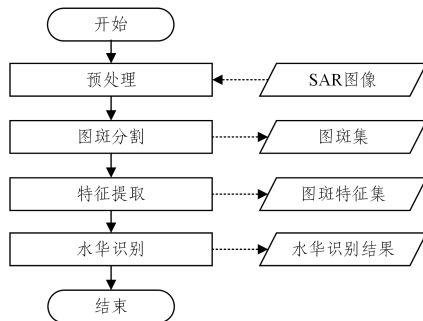 开始
预处理
SAR图像
图斑分割
图斑集
特征提取
图斑特征集
水华识别
水华识别结果
结束